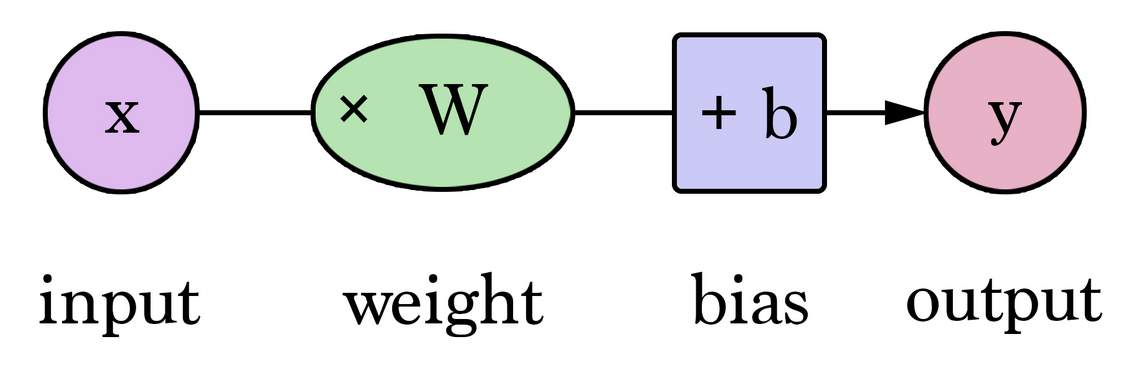 x × W + b y
input weight bias output